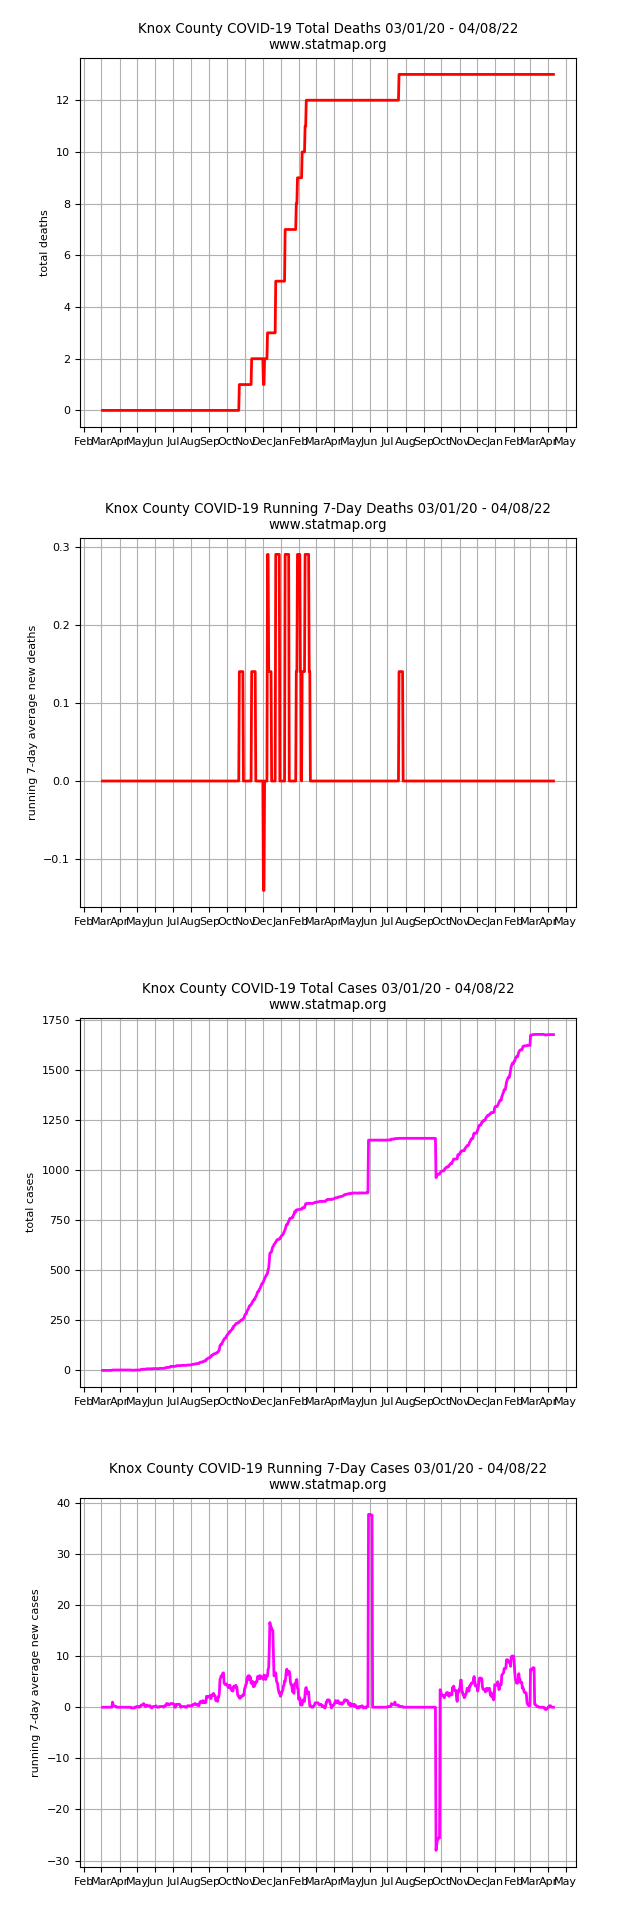 Knox County COVID-19 Total Deaths 03/01/20 - 04/08/22
www.statmap.org
12
10
8
6
4
2
0
total deaths
Feb Mar Apr May Jun Jul Aug Sep Oct Nov Dec Jan Feb Mar Apr May Jun Jul Aug Sep Oct Nov Dec Jan Feb Mar Apr May
Knox County COVID-19 Running 7-Day Deaths 03/01/20 - 04/08/22
www.statmap.org
0.3
0.2
0.1
0.0
−0.1
running 7-day average new deaths
Feb Mar Apr May Jun Jul Aug Sep Oct Nov Dec Jan Feb Mar Apr May Jun Jul Aug Sep Oct Nov Dec Jan Feb Mar Apr May
Knox County COVID-19 Total Cases 03/01/20 - 04/08/22
www.statmap.org
1750
1500
1250
1000
750
500
250
0
total cases
Feb Mar Apr May Jun Jul Aug Sep Oct Nov Dec Jan Feb Mar Apr May Jun Jul Aug Sep Oct Nov Dec Jan Feb Mar Apr May
Knox County COVID-19 Running 7-Day Cases 03/01/20 - 04/08/22
www.statmap.org
40
30
20
10
0
−10
−20
−30
running 7-day average new cases
Feb Mar Apr May Jun Jul Aug Sep Oct Nov Dec Jan Feb Mar Apr May Jun Jul Aug Sep Oct Nov Dec Jan Feb Mar Apr May